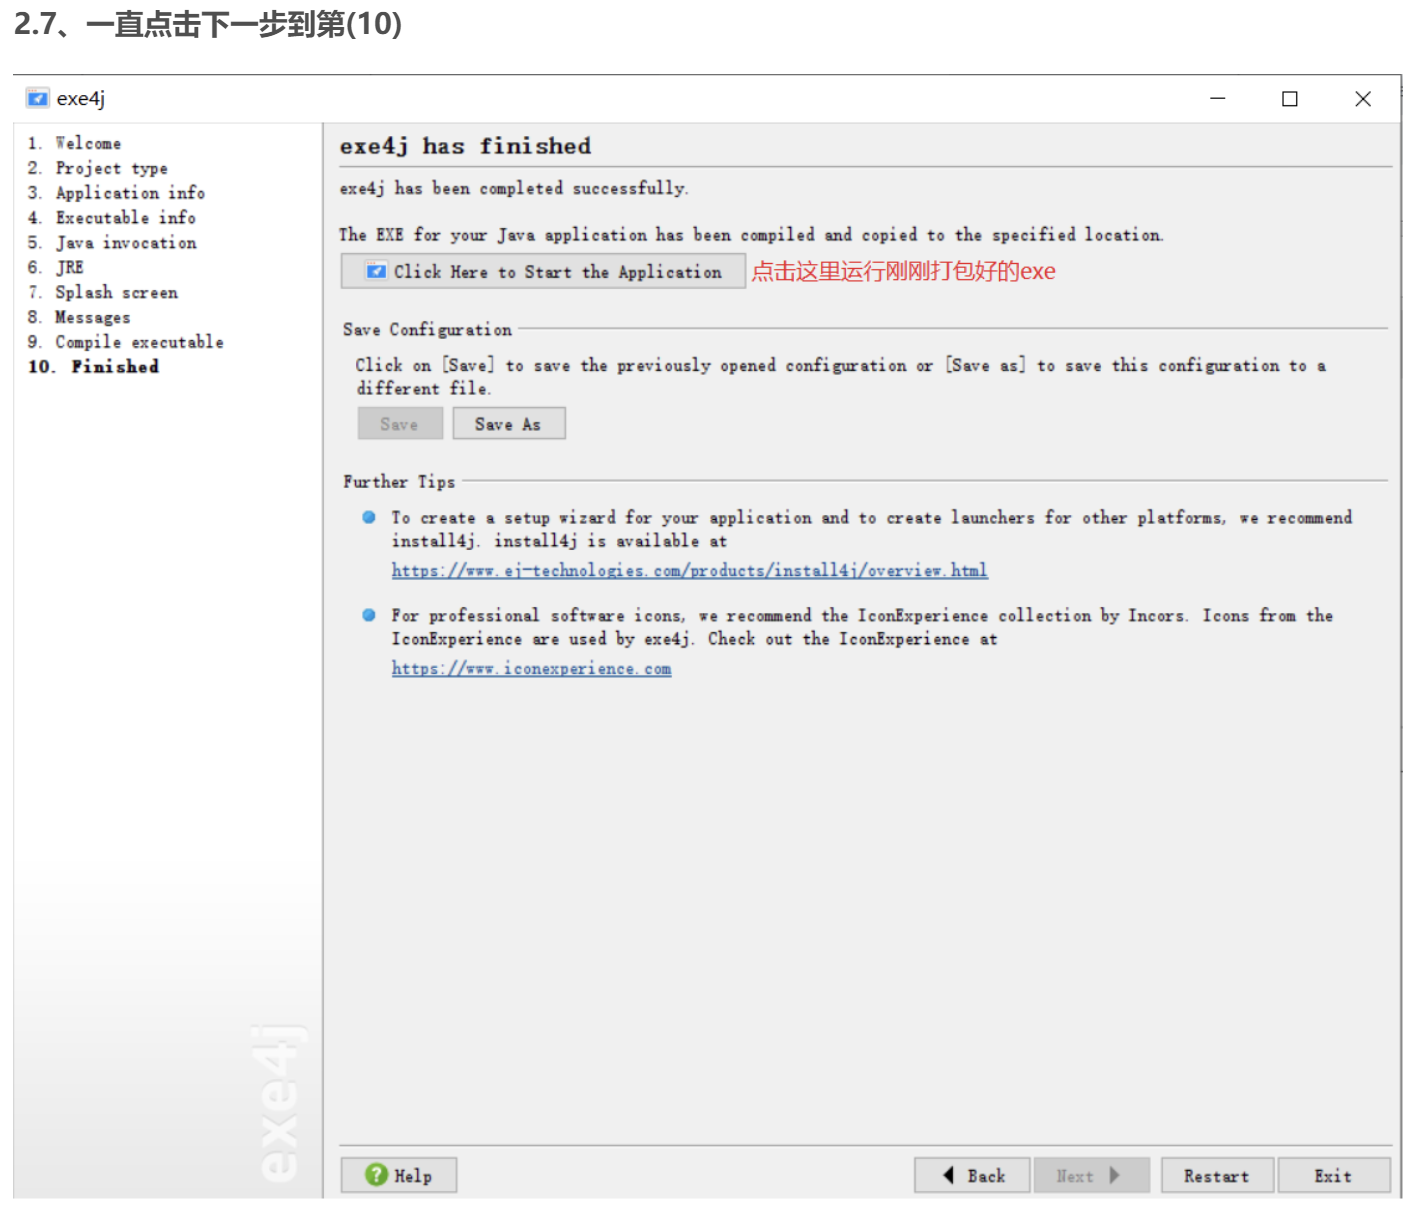 2.7、一直点击下一步到第(10)
exe4j
1. Welcome
2. Project type
3. Application info
4. Executable info
5. Java invocation
6. JRE
7. Splash screen
8. Messages
9. Compile executable
10. Finished
exe4j has finished
exe4j has been completed successfully.
The EXE for your Java application has been compiled and copied to the specified location.
Click Here to Start the Application 点击这里运行刚刚打包好的exe
Save Configuration
Click on [Save] to save the previously opened configuration or [Save as] to save this configuration to a
different file.
Save Save As
Further Tips
To create a setup wizard for your application and to create launchers for other platforms, we recommend
install4j. install4j is available at
https://www.ej-technologies.com/products/install4j/overview.html
For professional software icons, we recommend the IconExperience collection by Incors. Icons from the
IconExperience are used by exe4j. Check out the IconExperience at
https://www.iconexperience.com
exe4j
? Help Back Next Restart Exit